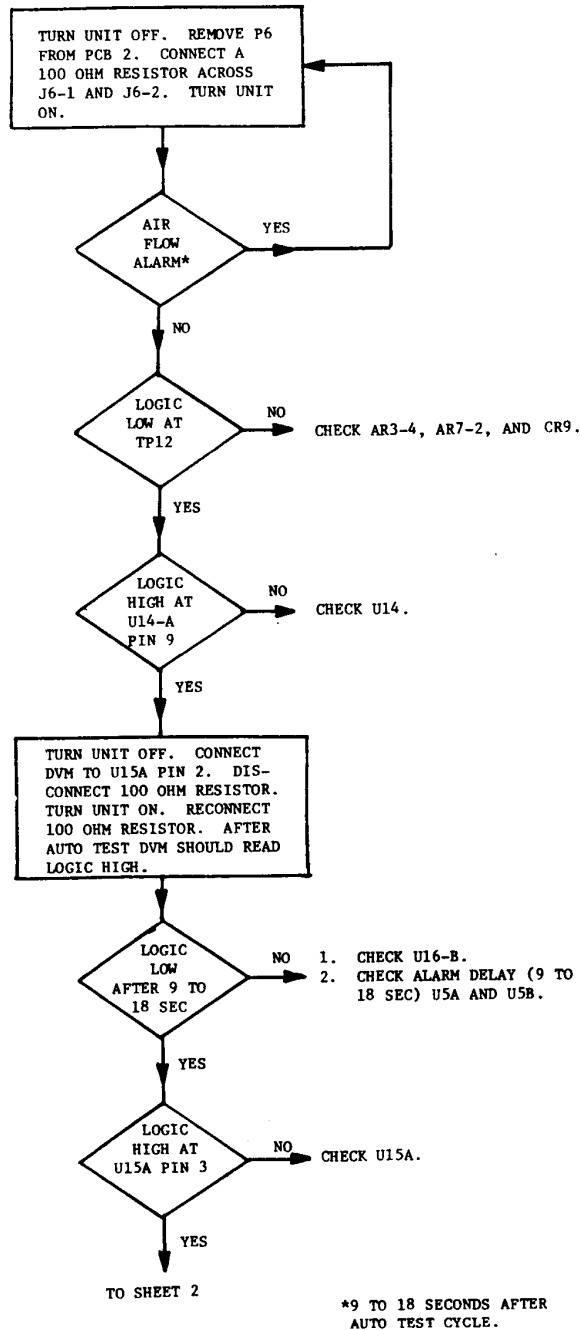 TURN UNIT OFF. REMOVE P6
FROM PCB 2. CONNECT A
100 OHM RESISTOR ACROSS
J6-1 AND J6-2. TURN UNIT
ON.
AIR
FLOW
ALARM*
YES
NO
LOGIC
LOW AT
TP12
NO
CHECK AR3-4, AR7-2, AND CR9.
YES
LOGIC
HIGH AT
U14-A
PIN 9
NO
CHECK U14.
YES
TURN UNIT OFF. CONNECT
DVM TO U15A PIN 2. DIS-
CONNECT 100 OHM RESISTOR.
TURN UNIT ON. RECONNECT
100 OHM RESISTOR. AFTER
AUTO TEST DVM SHOULD READ
LOGIC HIGH.
LOGIC
LOW
AFTER 9 TO
18 SEC
NO
1. CHECK U16-B.
2. CHECK ALARM DELAY (9 TO
18 SEC) U5A AND U5B.
YES
LOGIC
HIGH AT
U15A PIN 3
NO
CHECK U15A.
YES
TO SHEET 2
*9 TO 18 SECONDS AFTER
AUTO TEST CYCLE.